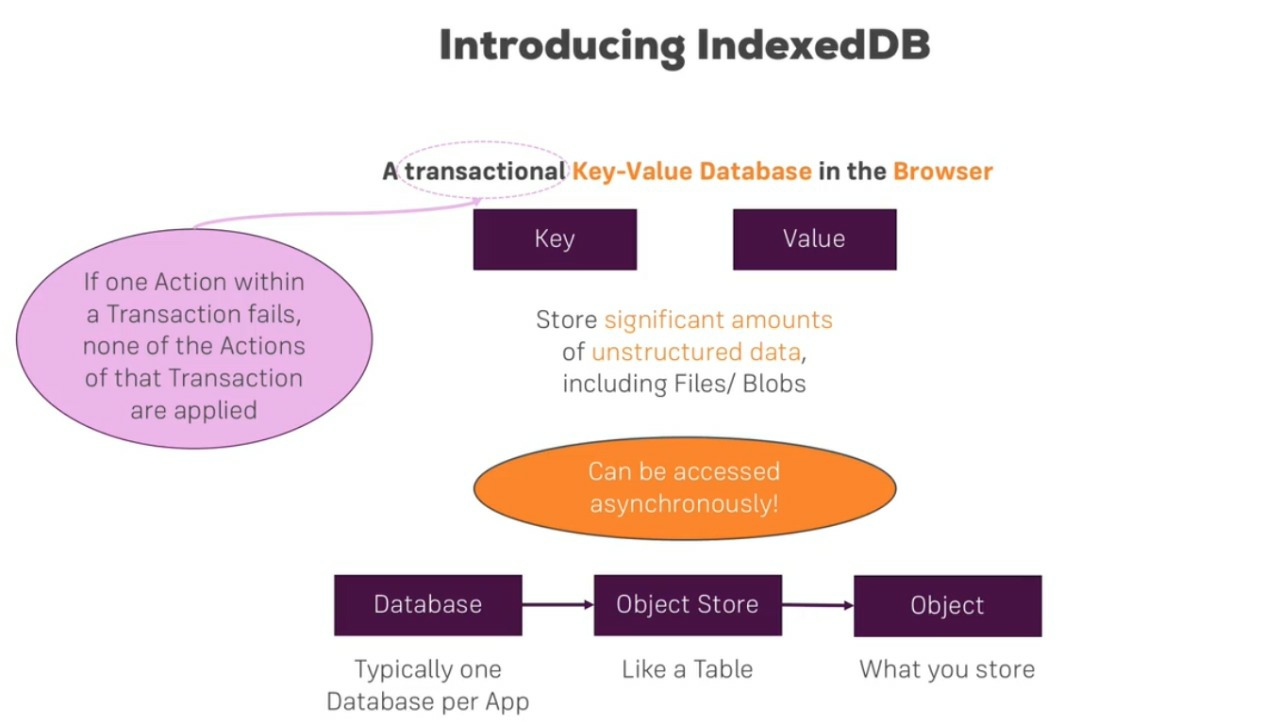 Introducing IndexedDB
A transactional Key-Value Database in the Browser
Key
Value
If one Action within
a Transaction fails,
none of the Actions
of that Transaction
are applied
Store significant amounts
of unstructured data,
including Files/ Blobs
Can be accessed
asynchronously!
Database
Object Store
Object
Typically one
Database per App
Like a Table
What you store